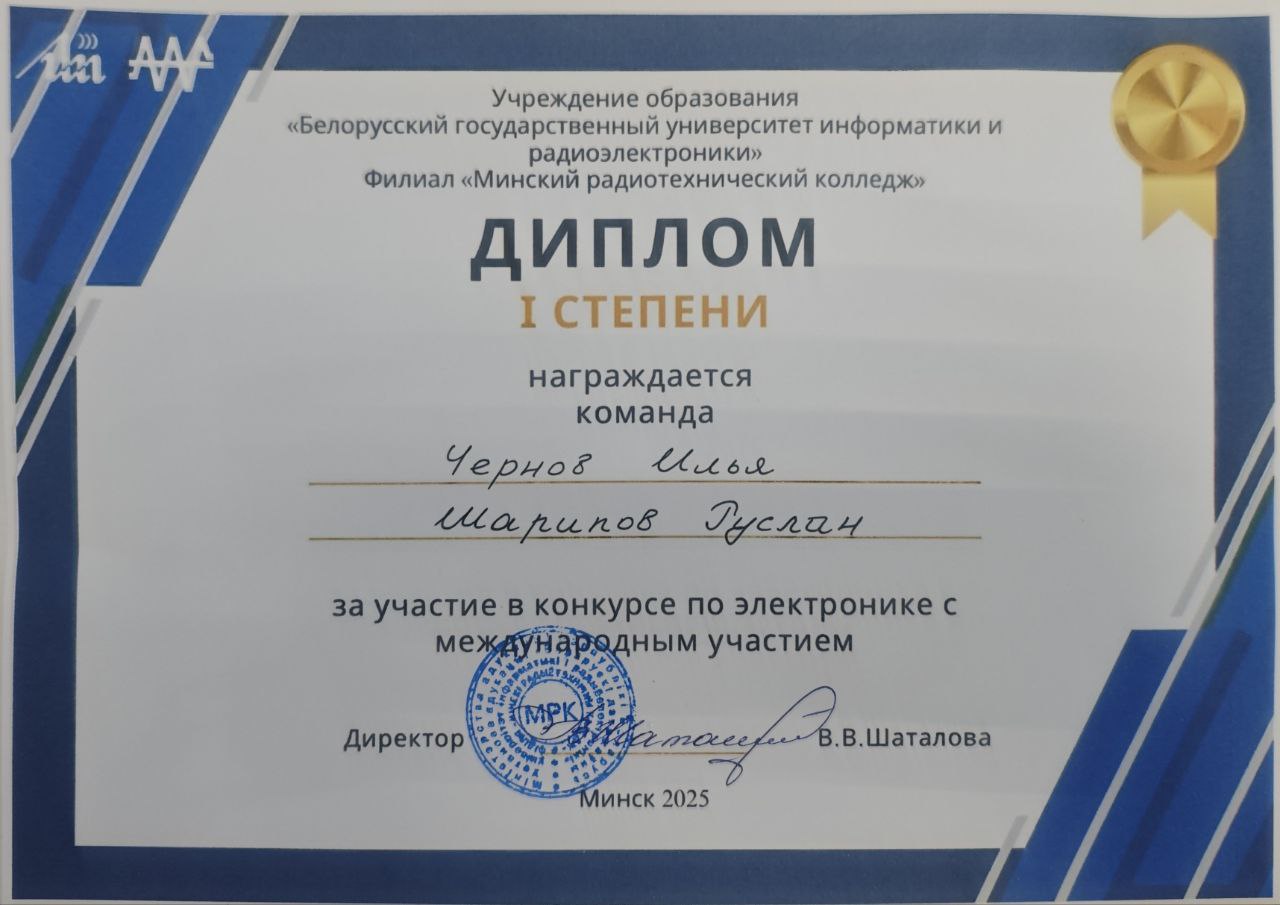 Учреждение образования
«Белорусский государственный университет информатики и
радиоэлектроники»
Филиал «Минский радиотехнический колледж»
ДИПЛОМ
I СТЕПЕНИ
награждается
команда
Чернов Илья
Шарипов Руслан
за участие в конкурсе по электронике с
международным участием
МРК
Директор В.В.Шаталова
Минск 2025